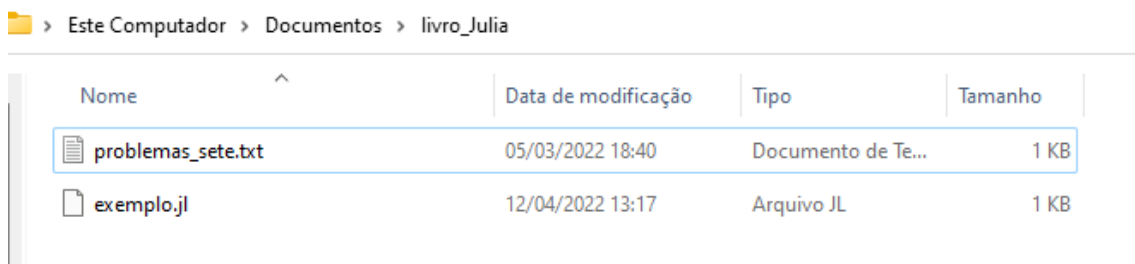 Este Computador > Documentos > livro_Julia
Nome Data de modificação Tipo Tamanho
problemas_sete.txt 05/03/2022 18:40 Documento de Te... 1 KB
exemplo.jl 12/04/2022 13:17 Arquivo JL 1 KB